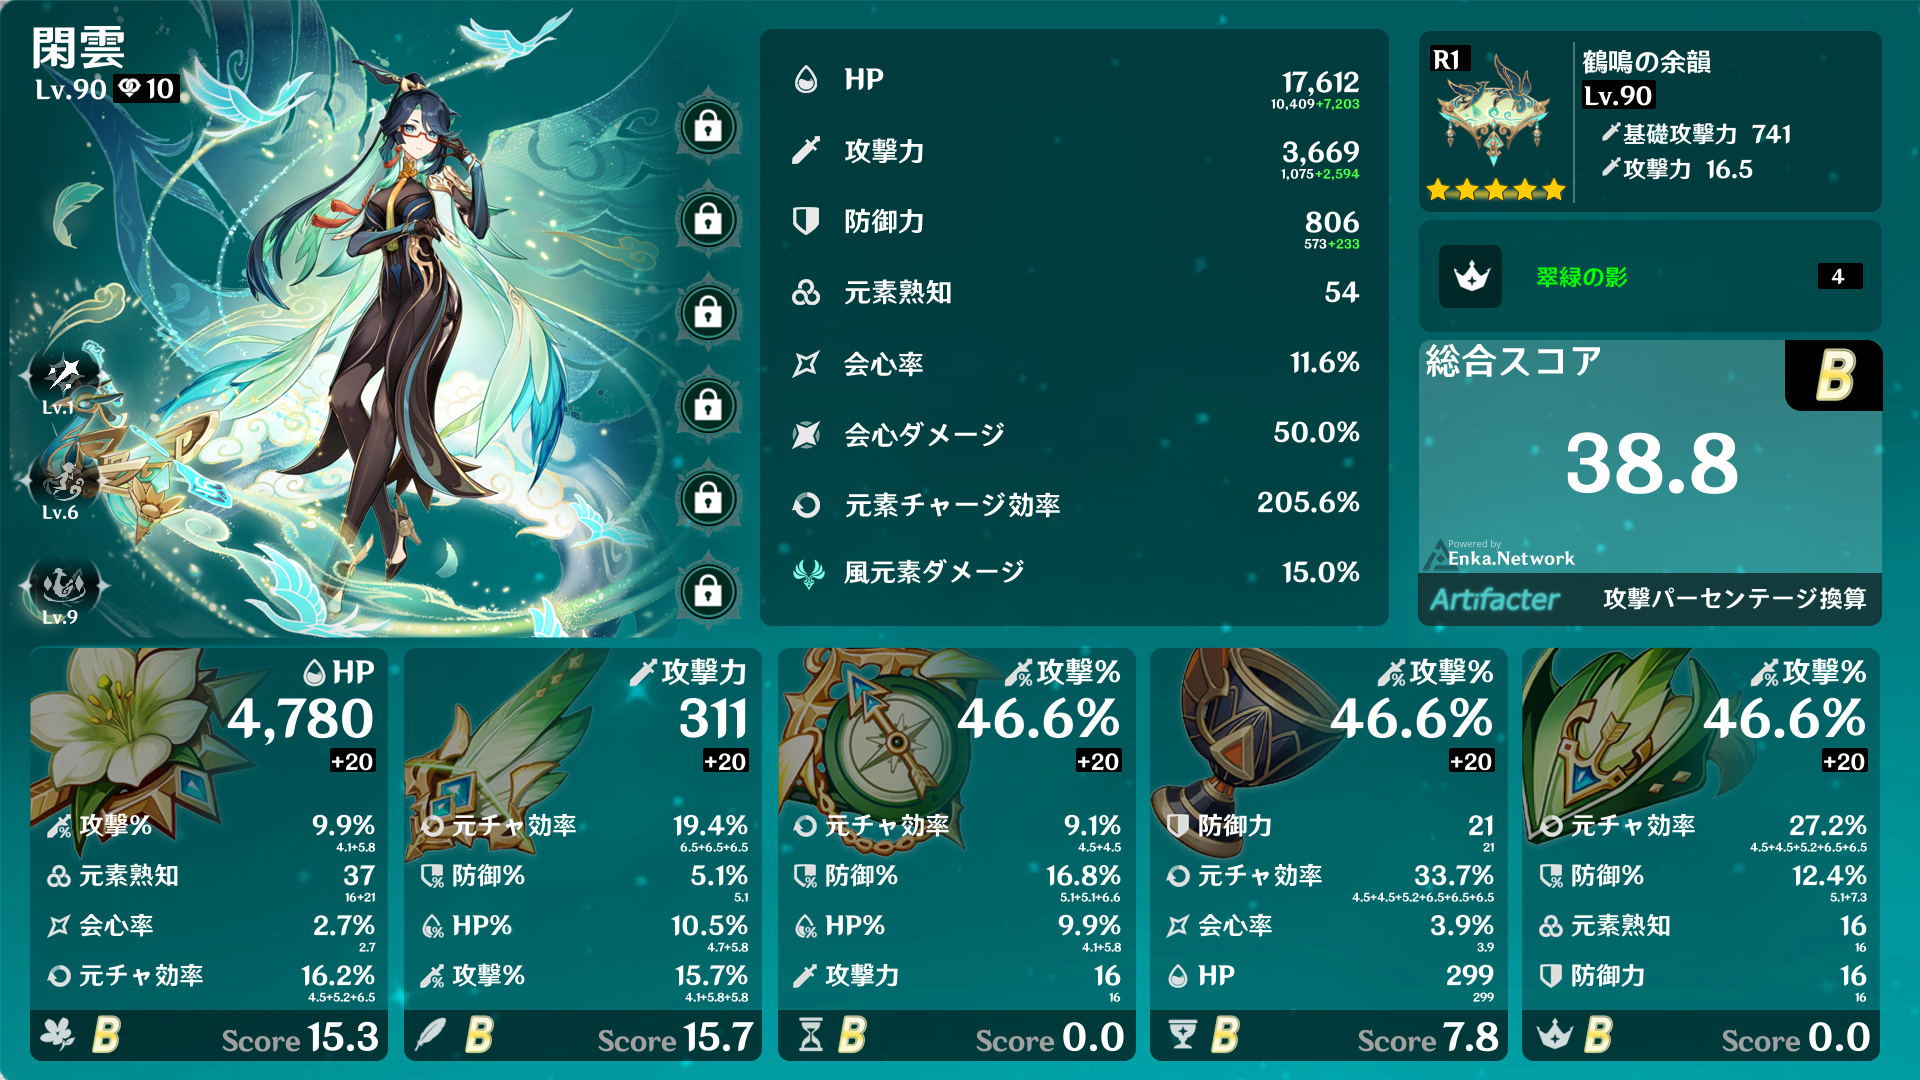 閑雲
Lv.90 10
Lv.1
Lv.6
Lv.9
HP 17,612
10,409+7,203
攻撃力 3,669
1,075+2,594
防御力 806
573+233
元素熟知 54
会心率 11.6%
会心ダメージ 50.0%
元素チャージ効率 205.6%
風元素ダメージ 15.0%
R1
鶴鳴の余韻
Lv.90
基礎攻撃力 741
攻撃力 16.5
翠緑の影 4
総合スコア B
38.8
Powered by
Enka.Network
Artifacter 攻撃パーセンテージ換算
HP
4,780
+20
攻撃% 9.9%
4.1+5.8
元素熟知 37
16+21
会心率 2.7%
2.7
元チャ効率 16.2%
4.5+5.2+6.5
B Score 15.3
攻撃力
311
+20
元チャ効率 19.4%
6.5+6.5+6.5
防御% 5.1%
5.1
HP% 10.5%
4.7+5.8
攻撃% 15.7%
4.1+5.8+5.8
B Score 15.7
攻撃%
46.6%
+20
元チャ効率 9.1%
4.5+4.5
防御% 16.8%
5.1+5.1+6.6
HP% 9.9%
4.1+5.8
攻撃力 16
16
B Score 0.0
攻撃%
46.6%
+20
防御力 21
21
元チャ効率 33.7%
4.5+4.5+5.2+6.5+6.5+6.5
会心率 3.9%
3.9
HP 299
299
B Score 7.8
攻撃%
46.6%
+20
元チャ効率 27.2%
4.5+4.5+5.2+6.5+6.5
防御% 12.4%
5.1+7.3
元素熟知 16
16
防御力 16
16
B Score 0.0